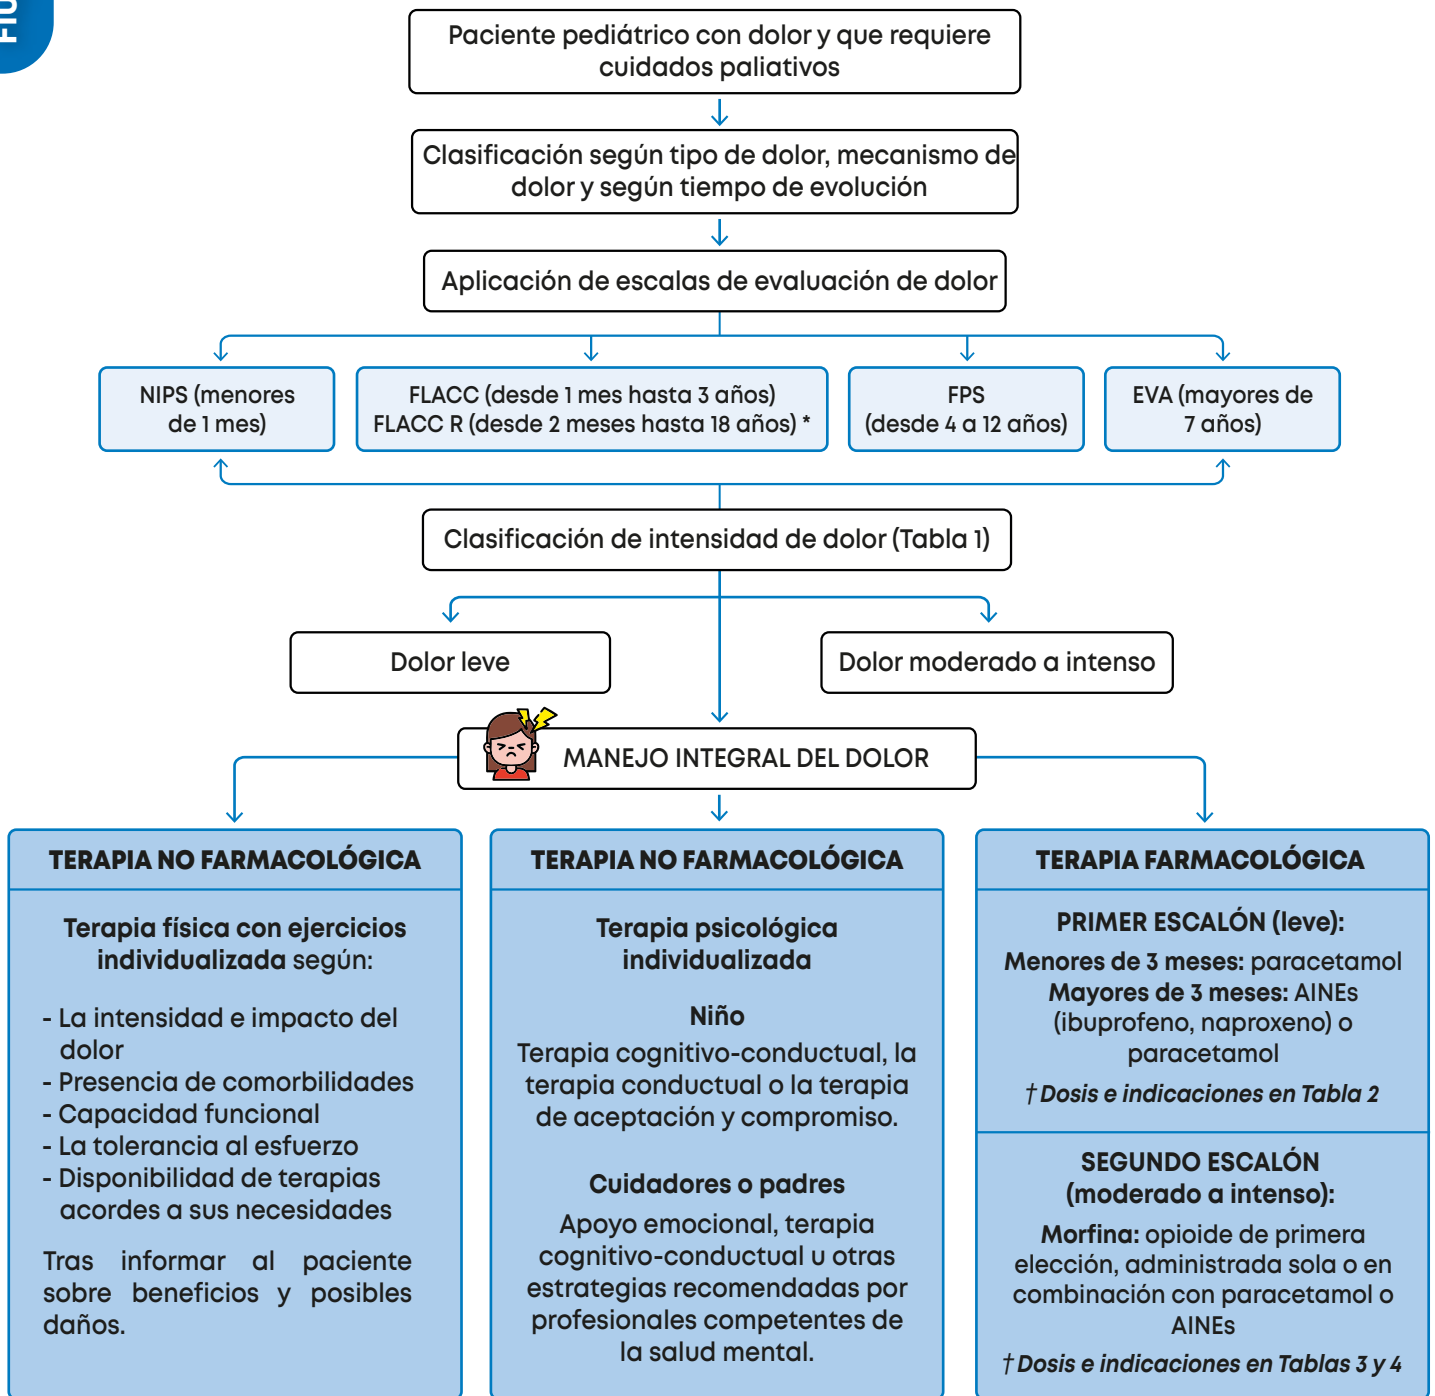 Paciente pediátrico con dolor y que requiere
cuidados paliativos
Clasificación según tipo de dolor, mecanismo de
dolor y según tiempo de evolución
Aplicación de escalas de evaluación de dolor
NIPS (menores
de 1 mes)
FLACC (desde 1 mes hasta 3 años)
FLACC R (desde 2 meses hasta 18 años) *
FPS
(desde 4 a 12 años)
EVA (mayores de
7 años)
Clasificación de intensidad de dolor (Tabla 1)
Dolor leve
Dolor moderado a intenso
MANEJO INTEGRAL DEL DOLOR
TERAPIA NO FARMACOLÓGICA
Terapia física con ejercicios
individualizada según:
- La intensidad e impacto del
dolor
- Presencia de comorbilidades
- Capacidad funcional
- La tolerancia al esfuerzo
- Disponibilidad de terapias
acordes a sus necesidades
Tras informar al paciente
sobre beneficios y posibles
daños.
TERAPIA NO FARMACOLÓGICA
Terapia psicológica
individualizada
Niño
Terapia cognitivo-conductual, la
terapia conductual o la terapia
de aceptación y compromiso.
Cuidadores o padres
Apoyo emocional, terapia
cognitivo-conductual u otras
estrategias recomendadas por
profesionales competentes de
la salud mental.
TERAPIA FARMACOLÓGICA
PRIMER ESCALÓN (leve):
Menores de 3 meses: paracetamol
Mayores de 3 meses: AINEs
(ibuprofeno, naproxeno) o
paracetamol
† Dosis e indicaciones en Tabla 2
SEGUNDO ESCALÓN
(moderado a intenso):
Morfina: opioide de primera
elección, administrada sola o en
combinación con paracetamol o
AINEs
† Dosis e indicaciones en Tablas 3 y 4